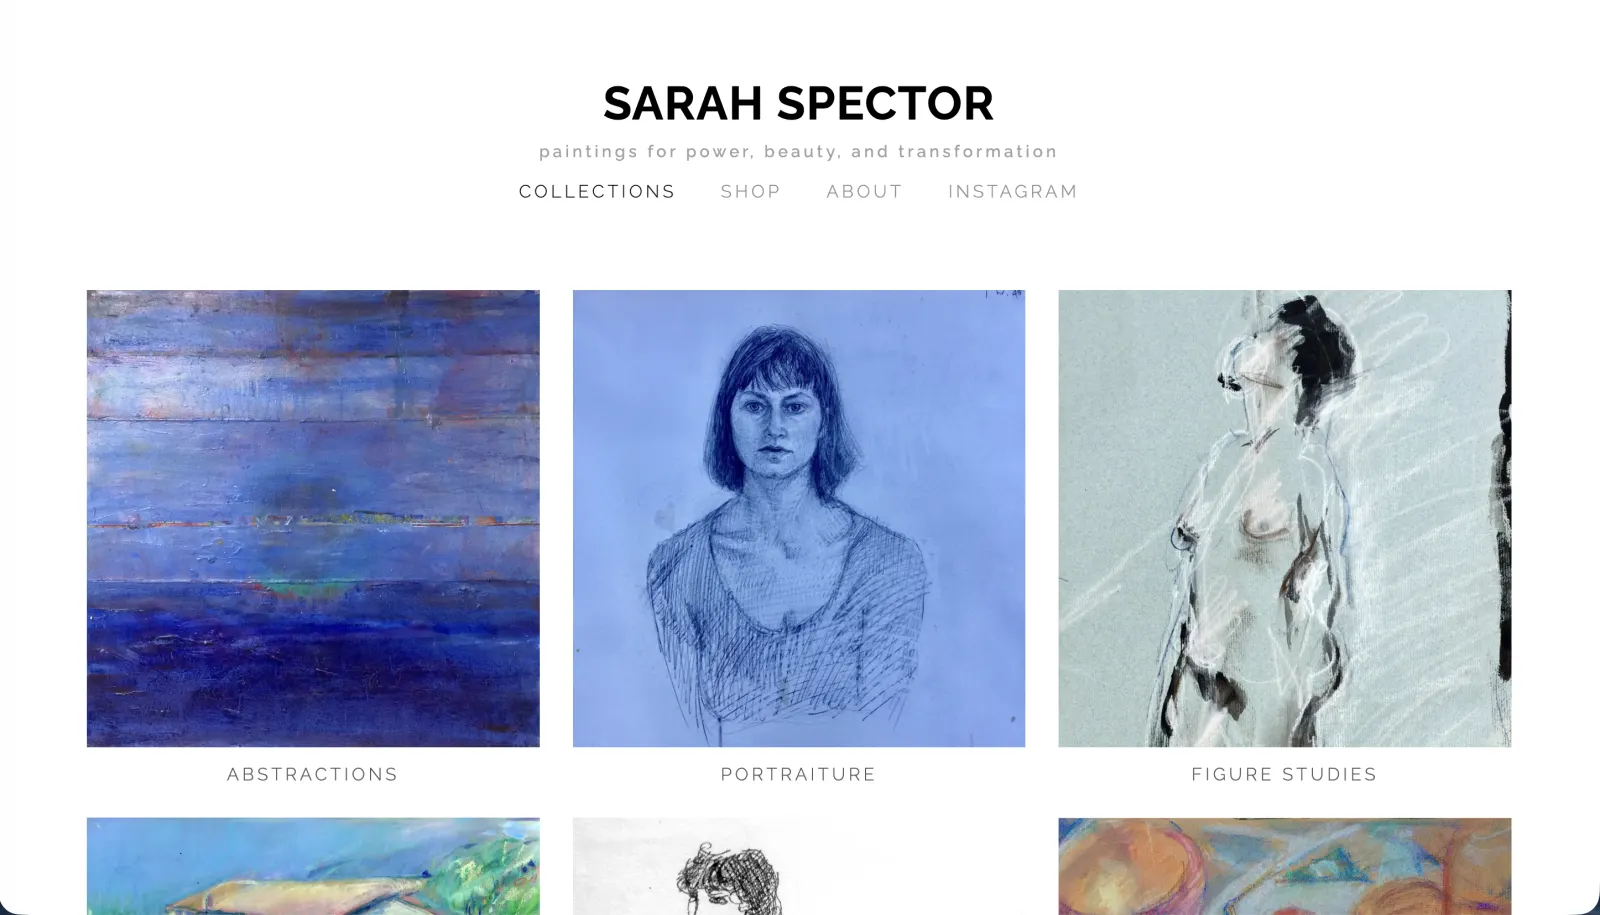 SARAH SPECTOR
paintings for power, beauty, and transformation
COLLECTIONS SHOP ABOUT INSTAGRAM
ABSTRACTIONS PORTRAITURE FIGURE STUDIES